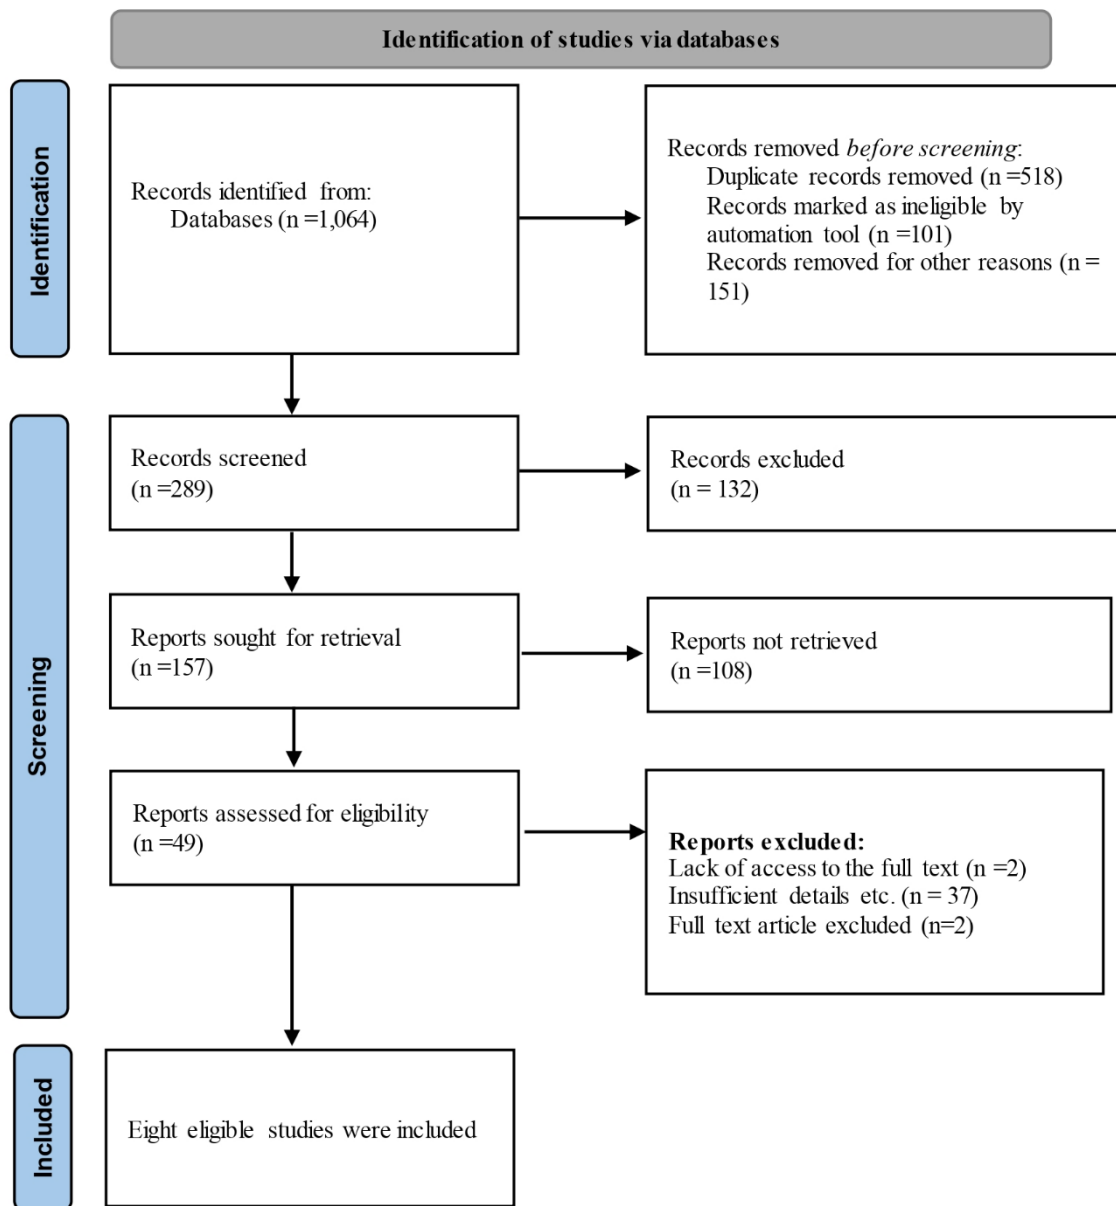 Identification of studies via databases
Identification
Records identified from:
Databases (n =1,064)
Records removed before screening:
Duplicate records removed (n =518)
Records marked as ineligible by
automation tool (n =101)
Records removed for other reasons (n =
151)
Screening
Records screened
(n =289)
Records excluded
(n = 132)
Reports sought for retrieval
(n =157)
Reports not retrieved
(n =108)
Reports assessed for eligibility
(n =49)
Reports excluded:
Lack of access to the full text (n =2)
Insufficient details etc. (n = 37)
Full text article excluded (n=2)
Included
Eight eligible studies were included